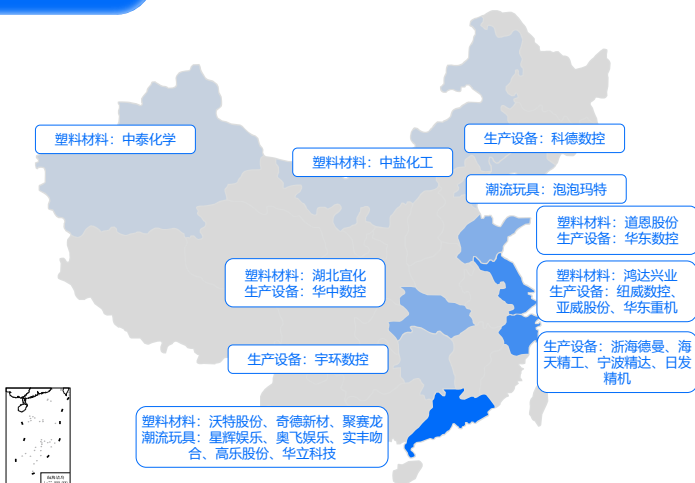 塑料材料：中泰化学
塑料材料：中盐化工
生产设备：科德数控
潮流玩具：泡泡玛特
塑料材料：道恩股份
生产设备：华东数控
塑料材料：湖北宜化
生产设备：华中数控
塑料材料：鸿达兴业
生产设备：纽威数控、
亚威股份、华东重机
生产设备：宇环数控
生产设备：浙海德曼、海
天精工、宁波精达、日发
精机
塑料材料：沃特股份、奇德新材、聚赛龙
潮流玩具：星辉娱乐、奥飞娱乐、实丰吻
合、高乐股份、华立科技